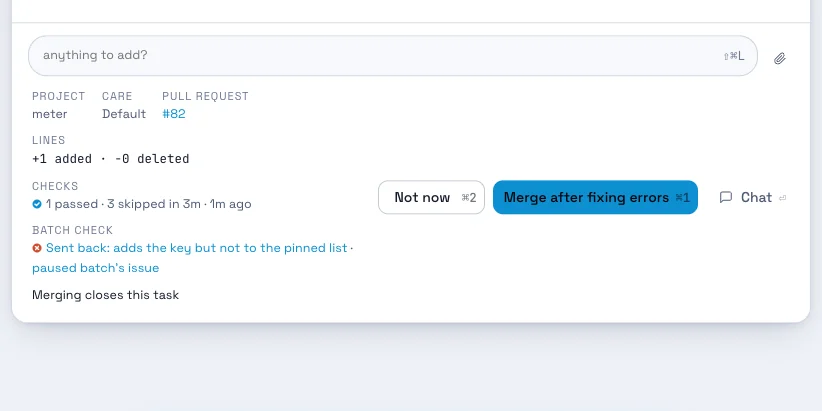 anything to add? ⇧⌘L
PROJECT CARE PULL REQUEST
meter Default #82
LINES
+1 added · -0 deleted
CHECKS
1 passed · 3 skipped in 3m · 1m ago
Not now ⌘2 Merge after fixing errors ⌘1 Chat ⏎
BATCH CHECK
Sent back: adds the key but not to the pinned list ·
paused batch's issue
Merging closes this task